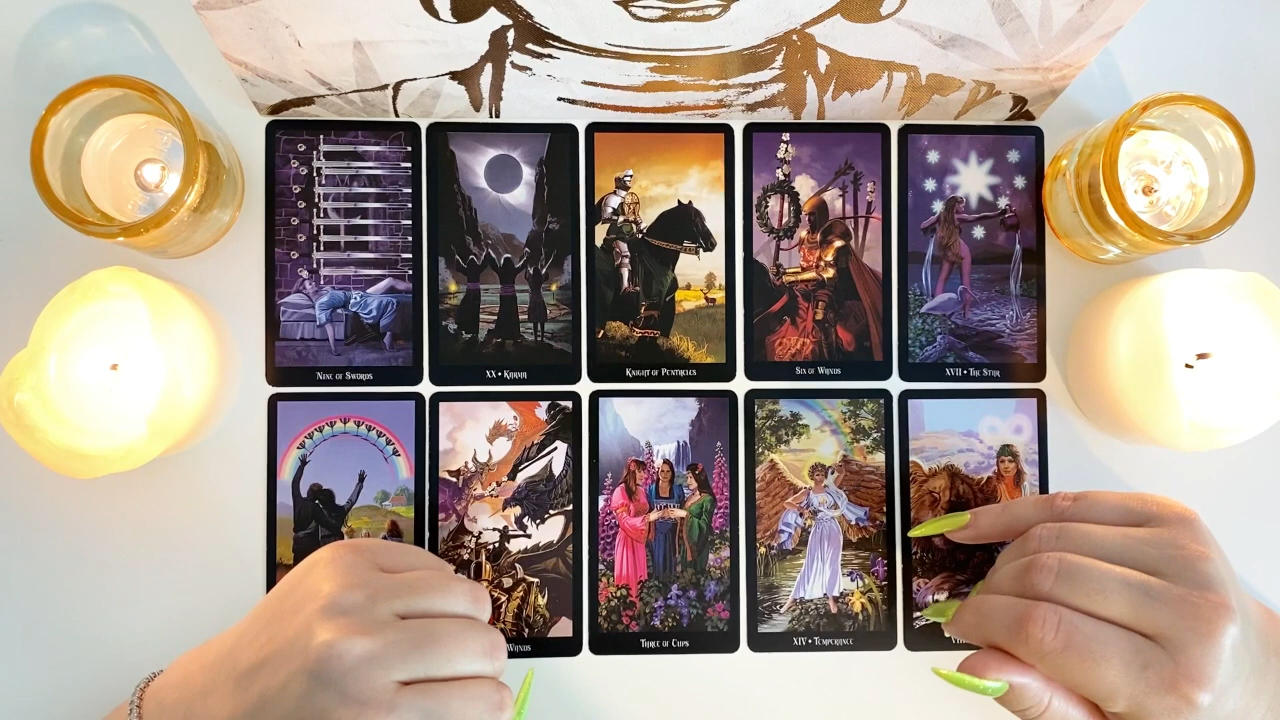 Nine of Swords
XX • Karma
Knight of Pentacles
Six of Wands
XVII • The Star
Wands
Three of Cups
XIV • Temperance